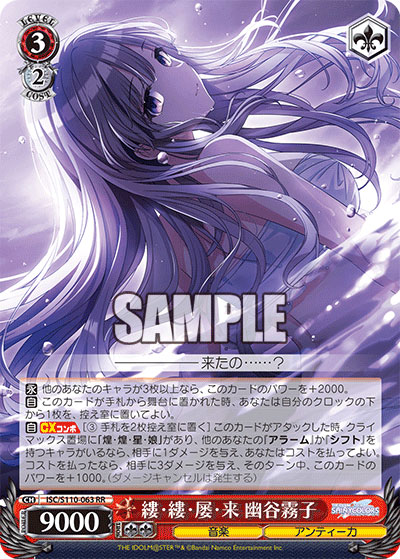 LEVEL
3
2
COST
SAMPLE
――――――来たの……?
永 他のあなたのキャラが3枚以上なら、このカードのパワーを+2000。
自 このカードが手札から舞台に置かれた時、あなたは自分のクロックの下から1枚を、控え室に置いてよい。
自 CXコンボ [③ 手札を2枚控え室に置く] このカードがアタックした時、クライ
マックス置場に「煌・煌・星・娘」があり、他のあなたの「アラーム」か「シフト」を
持つキャラがいるなら、相手に1ダメージを与え、あなたはコストを払ってよい。
コストを払ったなら、相手に3ダメージを与え、そのターン中、このカードの
パワーを+1000。(ダメージキャンセルは発生する)
CH ISC/S110-063 RR
9000
縷・縷・屡・来 幽谷霧子
SHINYCOLORS
音楽
アンティーカ
THE IDOLM@STER™& ©Bandai Namco Entertainment Inc.